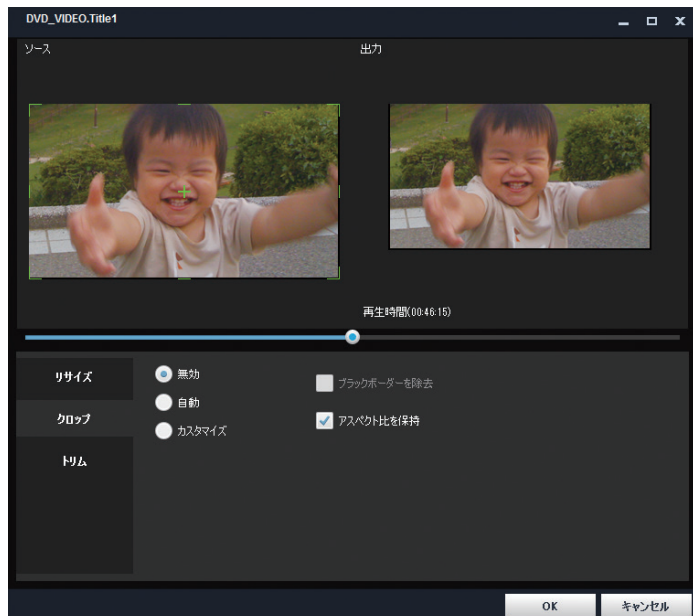 DVD_VIDEO.Title1
ソース
出力
再生時間(00:46:15)
リサイズ
クロップ
トリム
無効
自動
カスタマイズ
ブラックボーダーを除去
アスペクト比を保持
OK
キャンセル